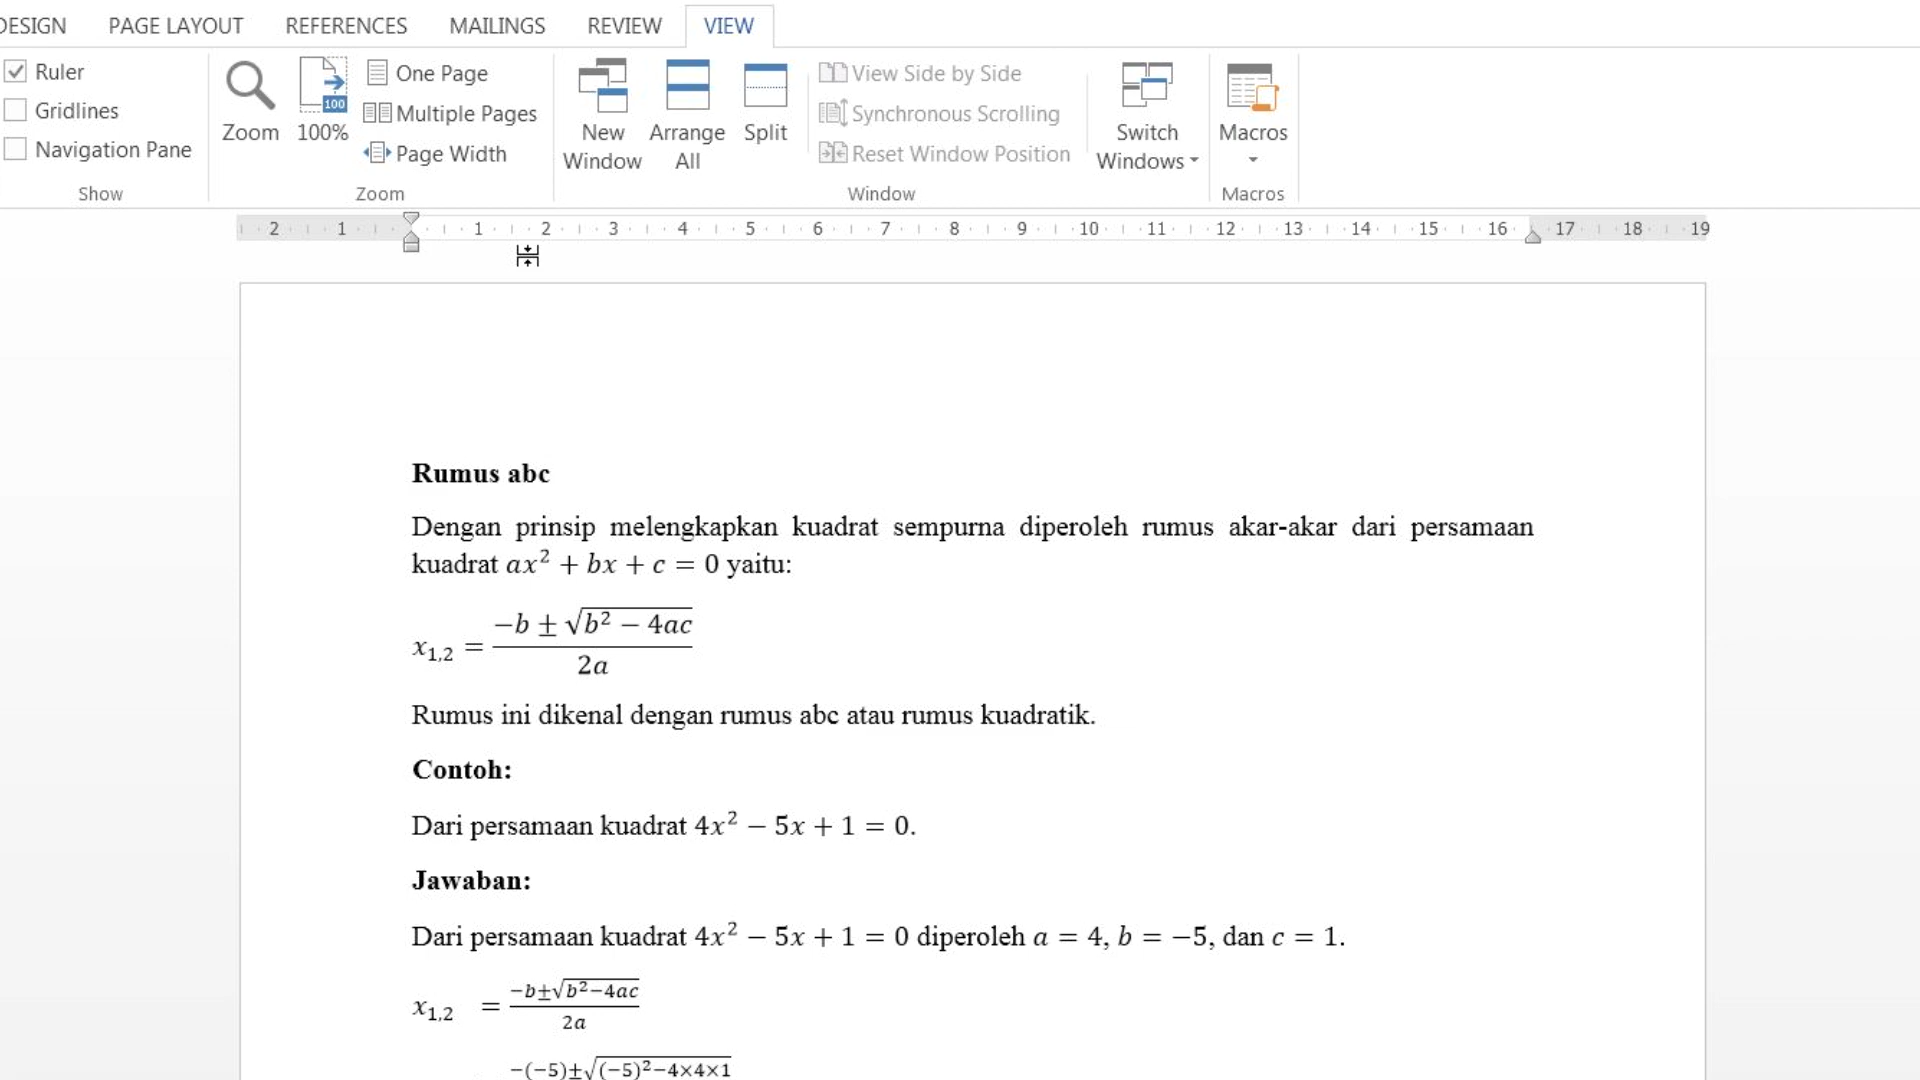 DESIGN PAGE LAYOUT REFERENCES MAILINGS REVIEW VIEW
Ruler
Gridlines
Navigation Pane
Show
Zoom
100
100%
One Page
Multiple Pages
Page Width
Zoom
New Window
Arrange All
Split
View Side by Side
Synchronous Scrolling
Reset Window Position
Window
Switch Windows
Macros
Macros
2 1 1 2 3 4 5 6 7 8 9 10 11 12 13 14 15 16 17 18 19
Rumus abc
Dengan prinsip melengkapkan kuadrat sempurna diperoleh rumus akar-akar dari persamaan
kuadrat ax² + bx + c = 0 yaitu:
x₁,₂ = (−b ± √(b² − 4ac)) / 2a
Rumus ini dikenal dengan rumus abc atau rumus kuadratik.
Contoh:
Dari persamaan kuadrat 4x² − 5x + 1 = 0.
Jawaban:
Dari persamaan kuadrat 4x² − 5x + 1 = 0 diperoleh a = 4, b = −5, dan c = 1.
x₁,₂ = (−b±√(b²−4ac)) / 2a
−(−5)±√((−5)²−4×4×1)